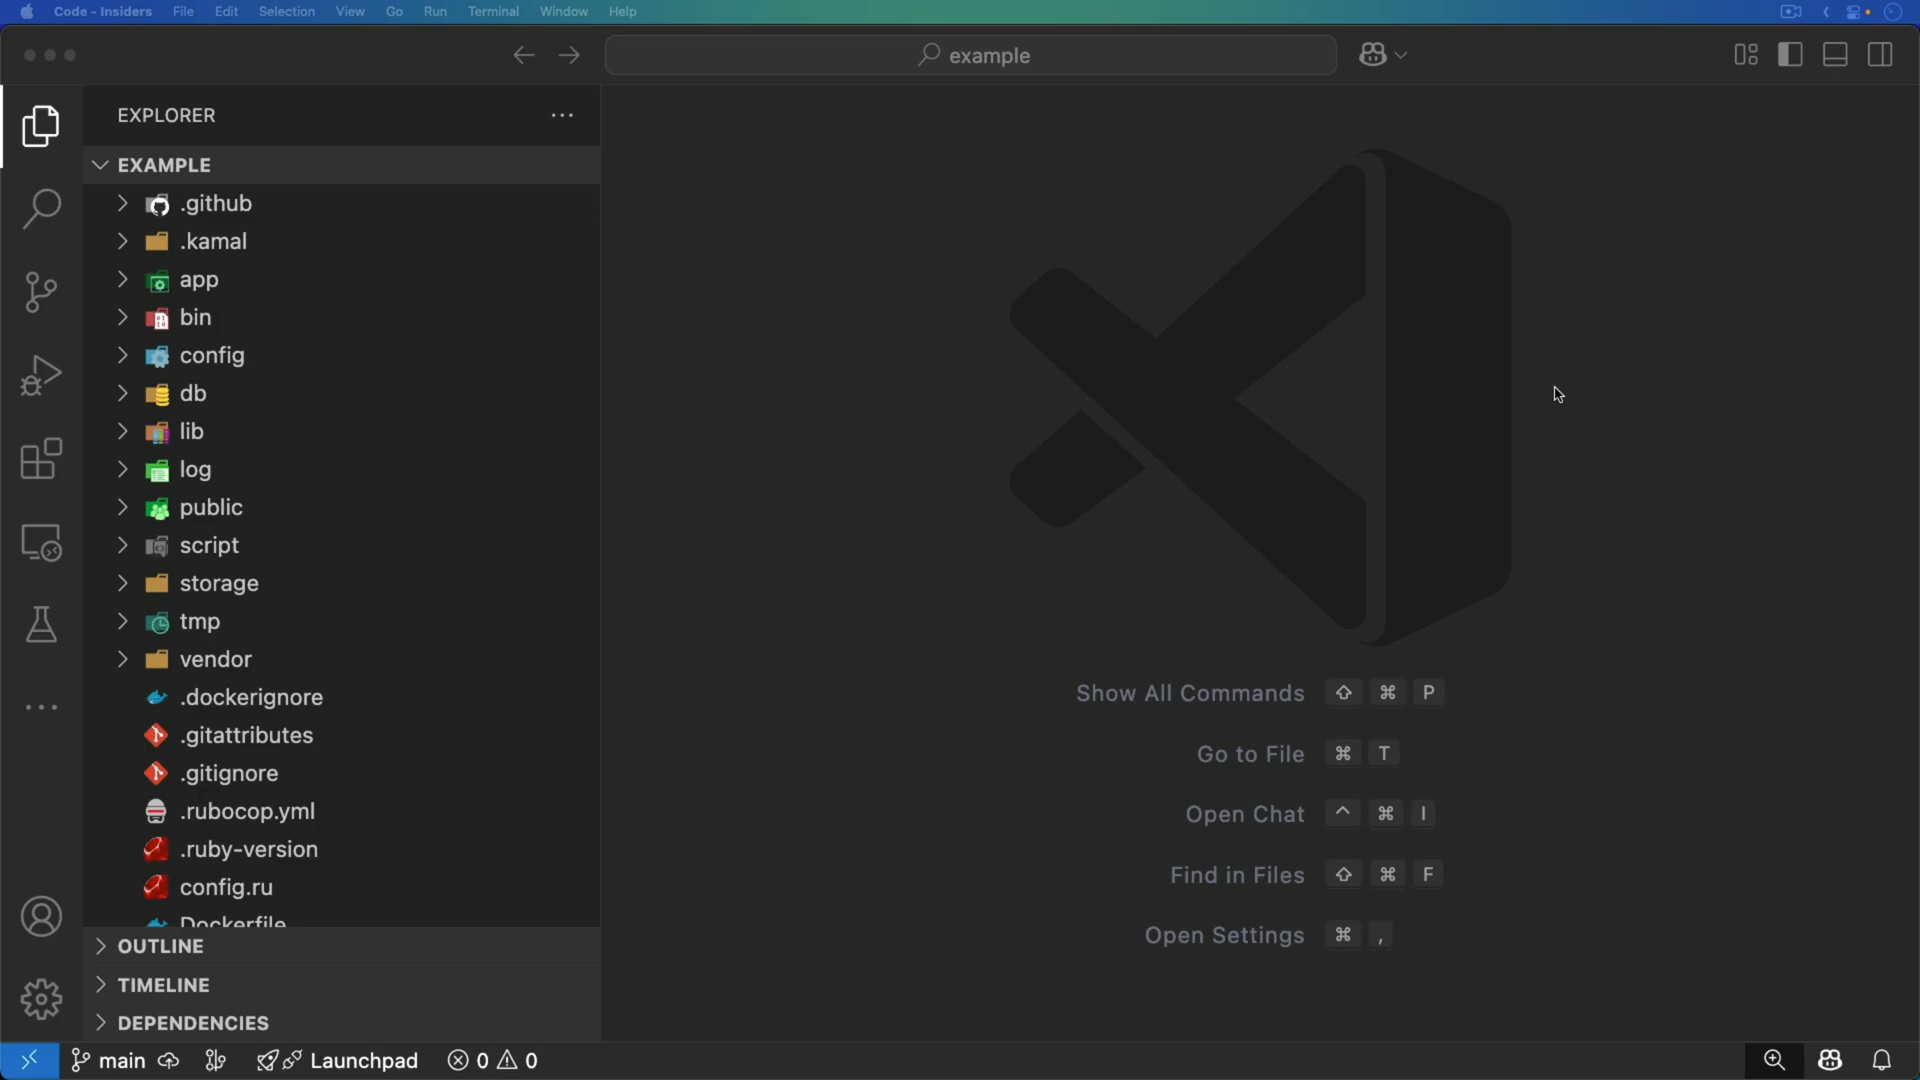 Code - Insiders File Edit Selection View Go Run Terminal Window Help
example
EXPLORER
EXAMPLE
.github
.kamal
app
bin
config
db
lib
log
public
script
storage
tmp
vendor
.dockerignore
.gitattributes
.gitignore
.rubocop.yml
.ruby-version
config.ru
Dockerfile
OUTLINE
TIMELINE
DEPENDENCIES
Show All Commands ⇧ ⌘ P
Go to File ⌘ T
Open Chat ^ ⌘ I
Find in Files ⇧ ⌘ F
Open Settings ⌘ ,
main Launchpad 0 0